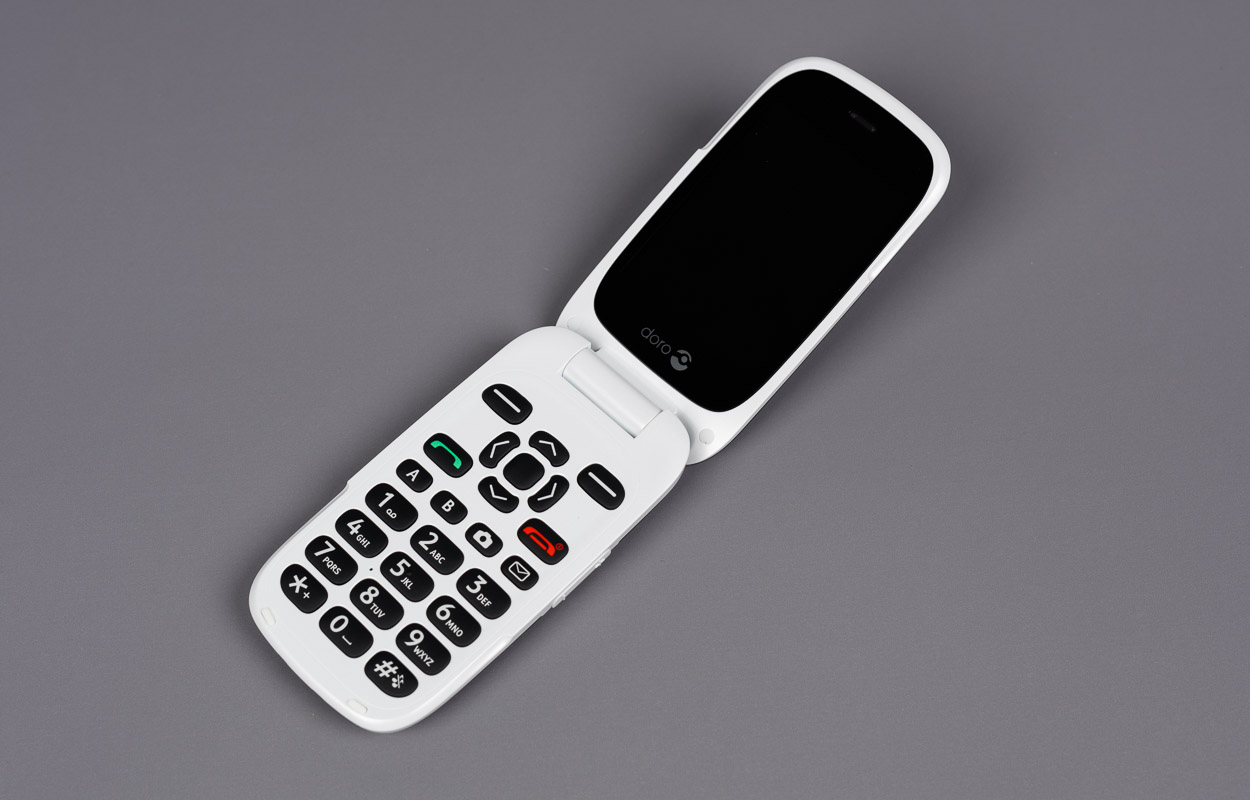 doro
A
B
1
2 ABC
3 DEF
4 GHI
5 JKL
6 MNO
7 PQRS
8 TUV
9 WXYZ
*+
0
#